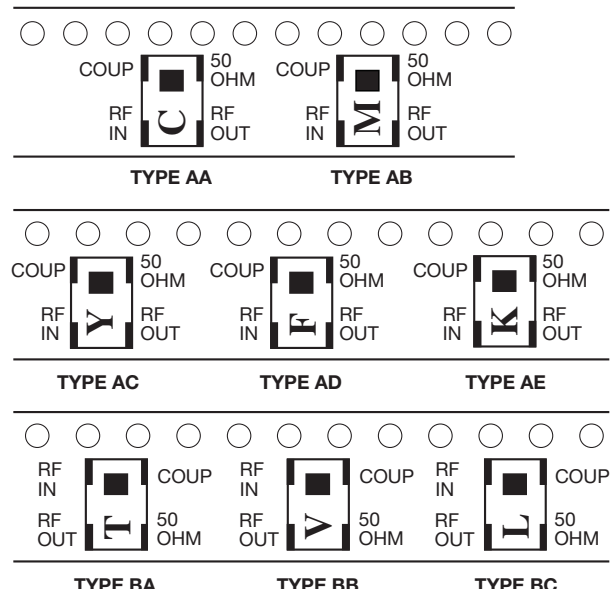 COUP 50 OHM COUP 50 OHM
C M
RF IN RF OUT RF IN RF OUT
TYPE AA TYPE AB
COUP 50 OHM COUP 50 OHM COUP 50 OHM
Y F K
RF IN RF OUT RF IN RF OUT RF IN RF OUT
TYPE AC TYPE AD TYPE AE
RF IN COUP RF IN COUP RF IN COUP
T V L
RF OUT 50 OHM RF OUT 50 OHM RF OUT 50 OHM
TYPE BA TYPE BB TYPE BC